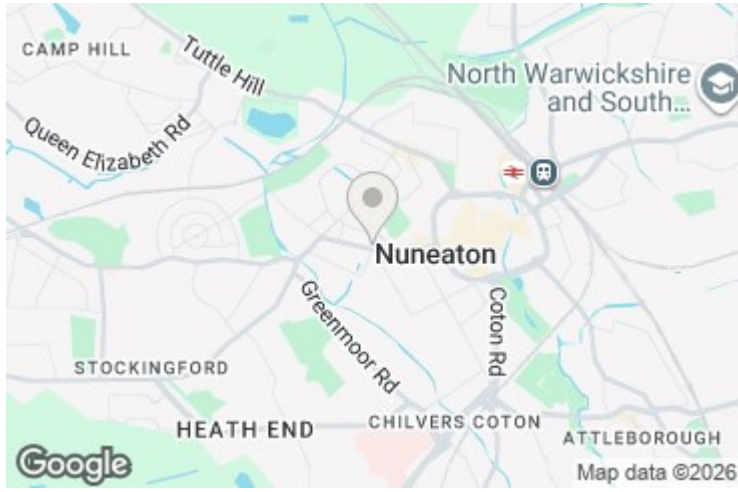 CAMP HILL
Tuttle Hill
North Warwickshire
and South...
Queen Elizabeth Rd
Nuneaton
Greenmoor Rd
Coton Rd
STOCKINGFORD
HEATH END
CHILVERS COTON
ATTLEBOROUGH
Google
Map data ©2026